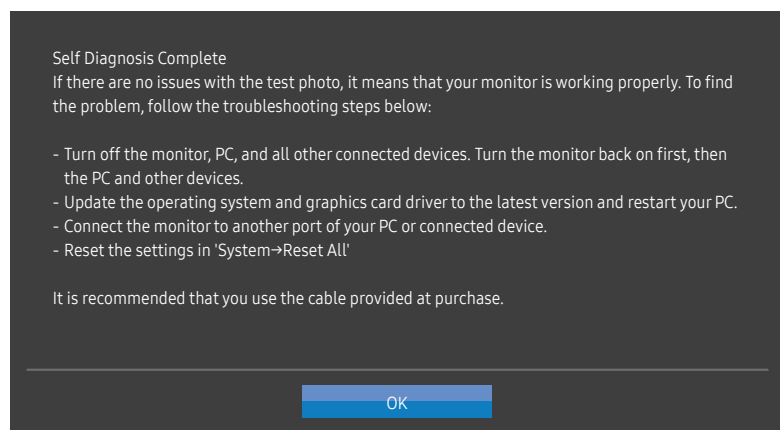 Self Diagnosis Complete
If there are no issues with the test photo, it means that your monitor is working properly. To find
the problem, follow the troubleshooting steps below:
- Turn off the monitor, PC, and all other connected devices. Turn the monitor back on first, then
the PC and other devices.
- Update the operating system and graphics card driver to the latest version and restart your PC.
- Connect the monitor to another port of your PC or connected device.
- Reset the settings in 'System→Reset All'
It is recommended that you use the cable provided at purchase.
OK